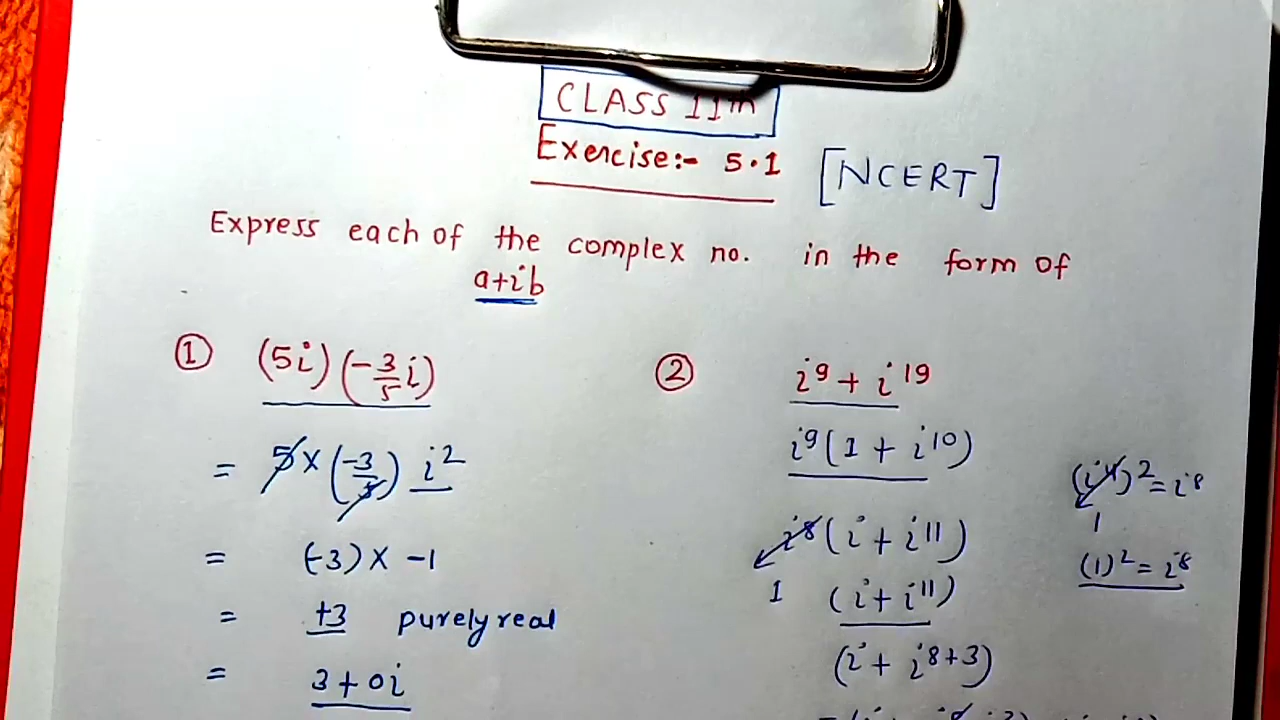 CLASS 11th
Exercise:- 5.1 [NCERT]
Express each of the complex no. in the form of
a+ib
① (5i)(-3/5 i)
= 5×(-3/5) i²
= (-3)× -1
= +3 purely real
= 3+0i
② i⁹ + i¹⁹
i⁹(1 + i¹⁰)
i⁸(i + i¹¹)
1 (i + i¹¹)
(i + i⁸⁺³)
(i⁴)² = i⁸
1
(1)² = i⁸